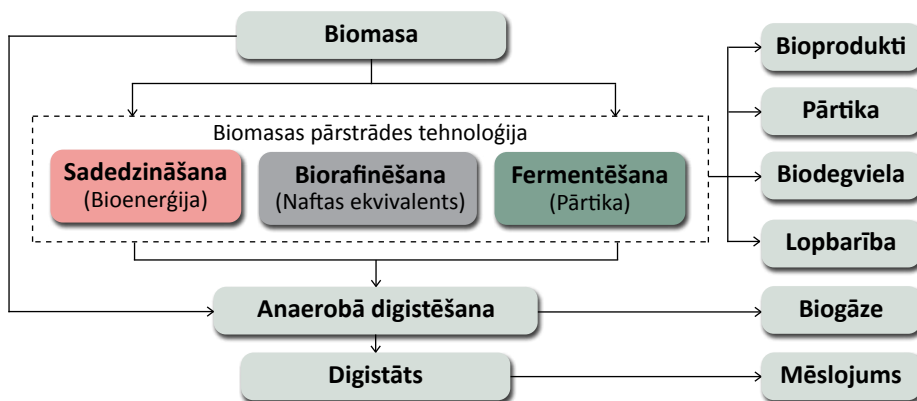 Biomasa
Biomasas pārstrādes tehnoloģija
Sadedzināšana
(Bioenerģija)
Biorafinēšana
(Naftas ekvivalents)
Fermentēšana
(Pārtika)
Bioprodukti
Pārtika
Biodegviela
Lopbarība
Anaerobā digistēšana
Biogāze
Digistāts
Mēslojums